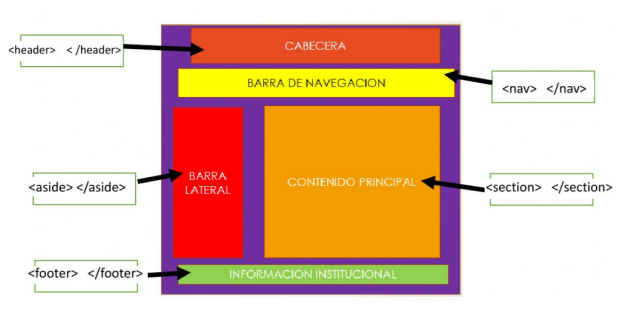 CABECERA
<header>  </header>
BARRA DE NAVEGACION
<nav>  </nav>
BARRA
LATERAL
CONTENIDO PRINCIPAL
<aside> </aside>
<section>  </section>
<footer>  </footer>
INFORMACION INSTITUCIONAL